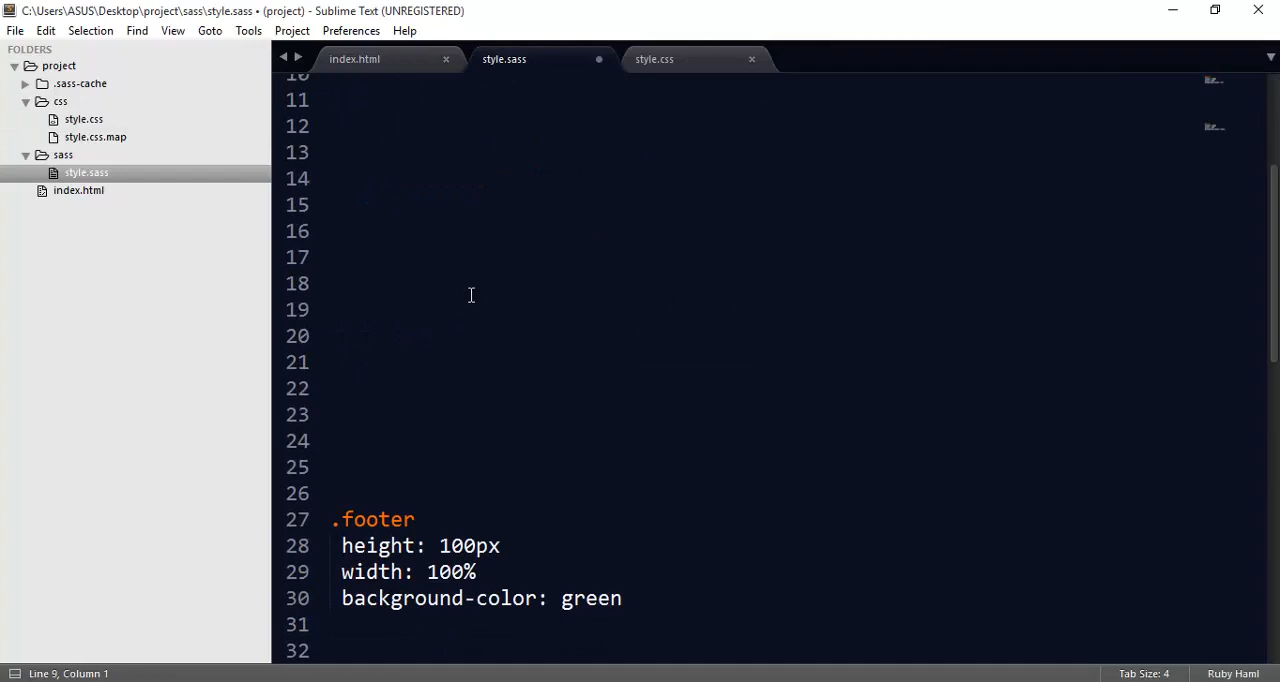 C:\Users\ASUS\Desktop\project\sass\style.sass • (project) - Sublime Text (UNREGISTERED)
File Edit Selection Find View Goto Tools Project Preferences Help
FOLDERS
project
.sass-cache
css
style.css
style.css.map
sass
style.sass
index.html
index.html × style.sass style.css ×
10
11
12
13
14
15
16
17
18
19
20
21
22
23
24
25
26
27 .footer
28 height: 100px
29 width: 100%
30 background-color: green
31
32
Line 9, Column 1 Tab Size: 4 Ruby Haml